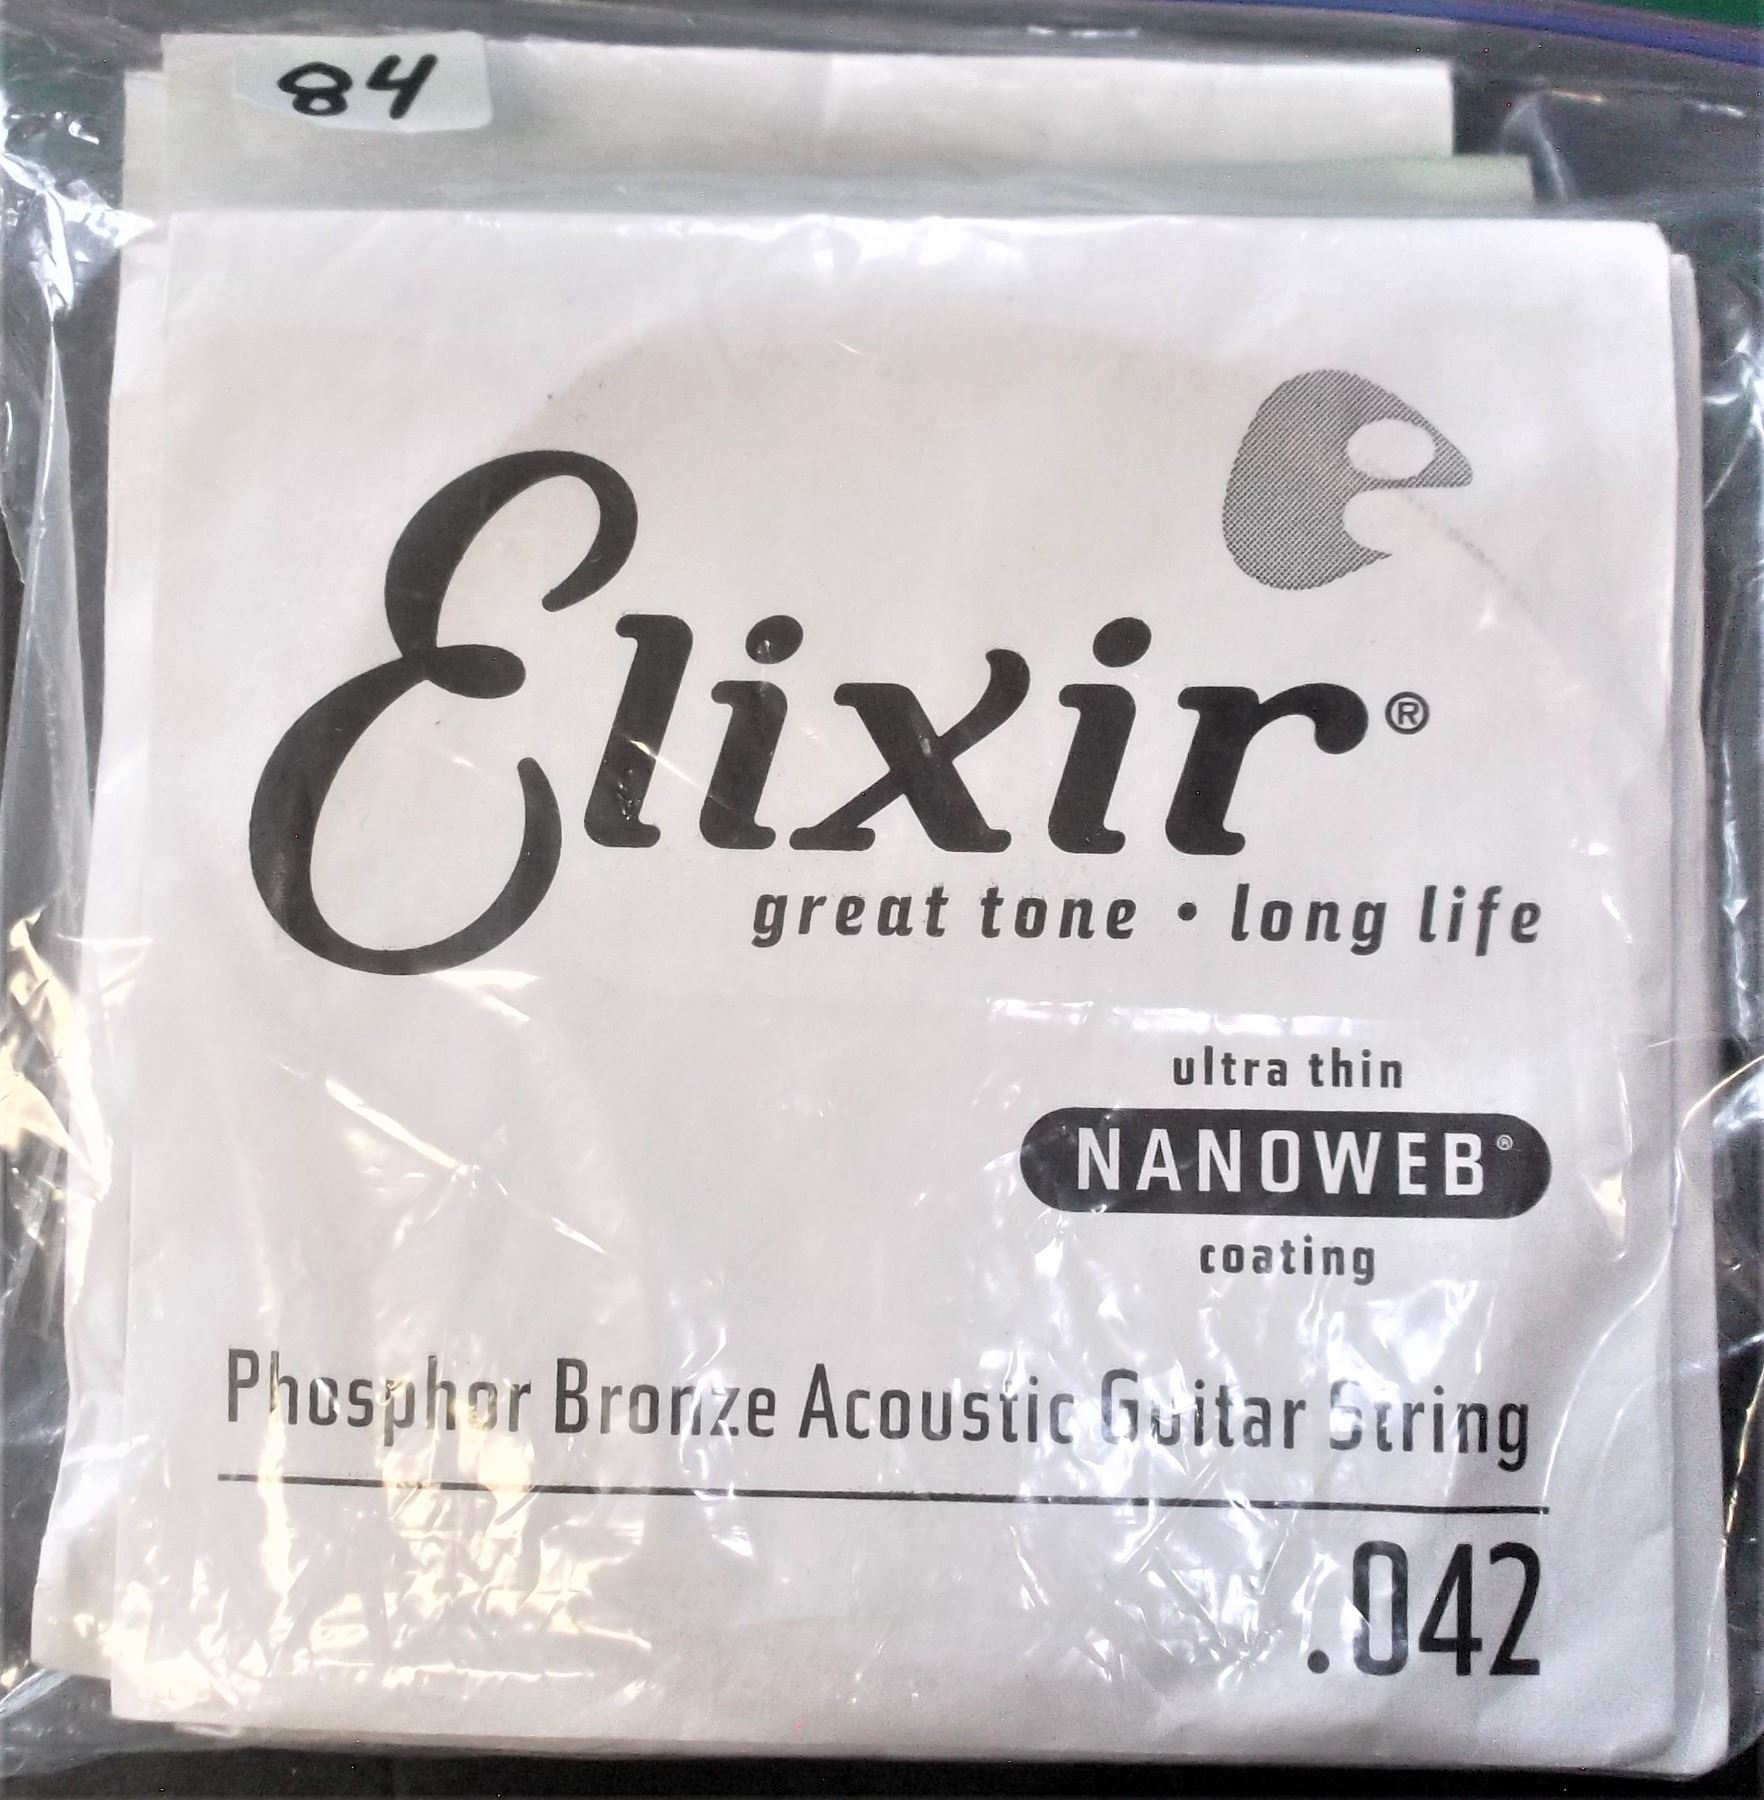 84
Elixir®
great tone • long life
ultra thin
NANOWEB®
coating
Phosphor Bronze Acoustic Guitar String
.042